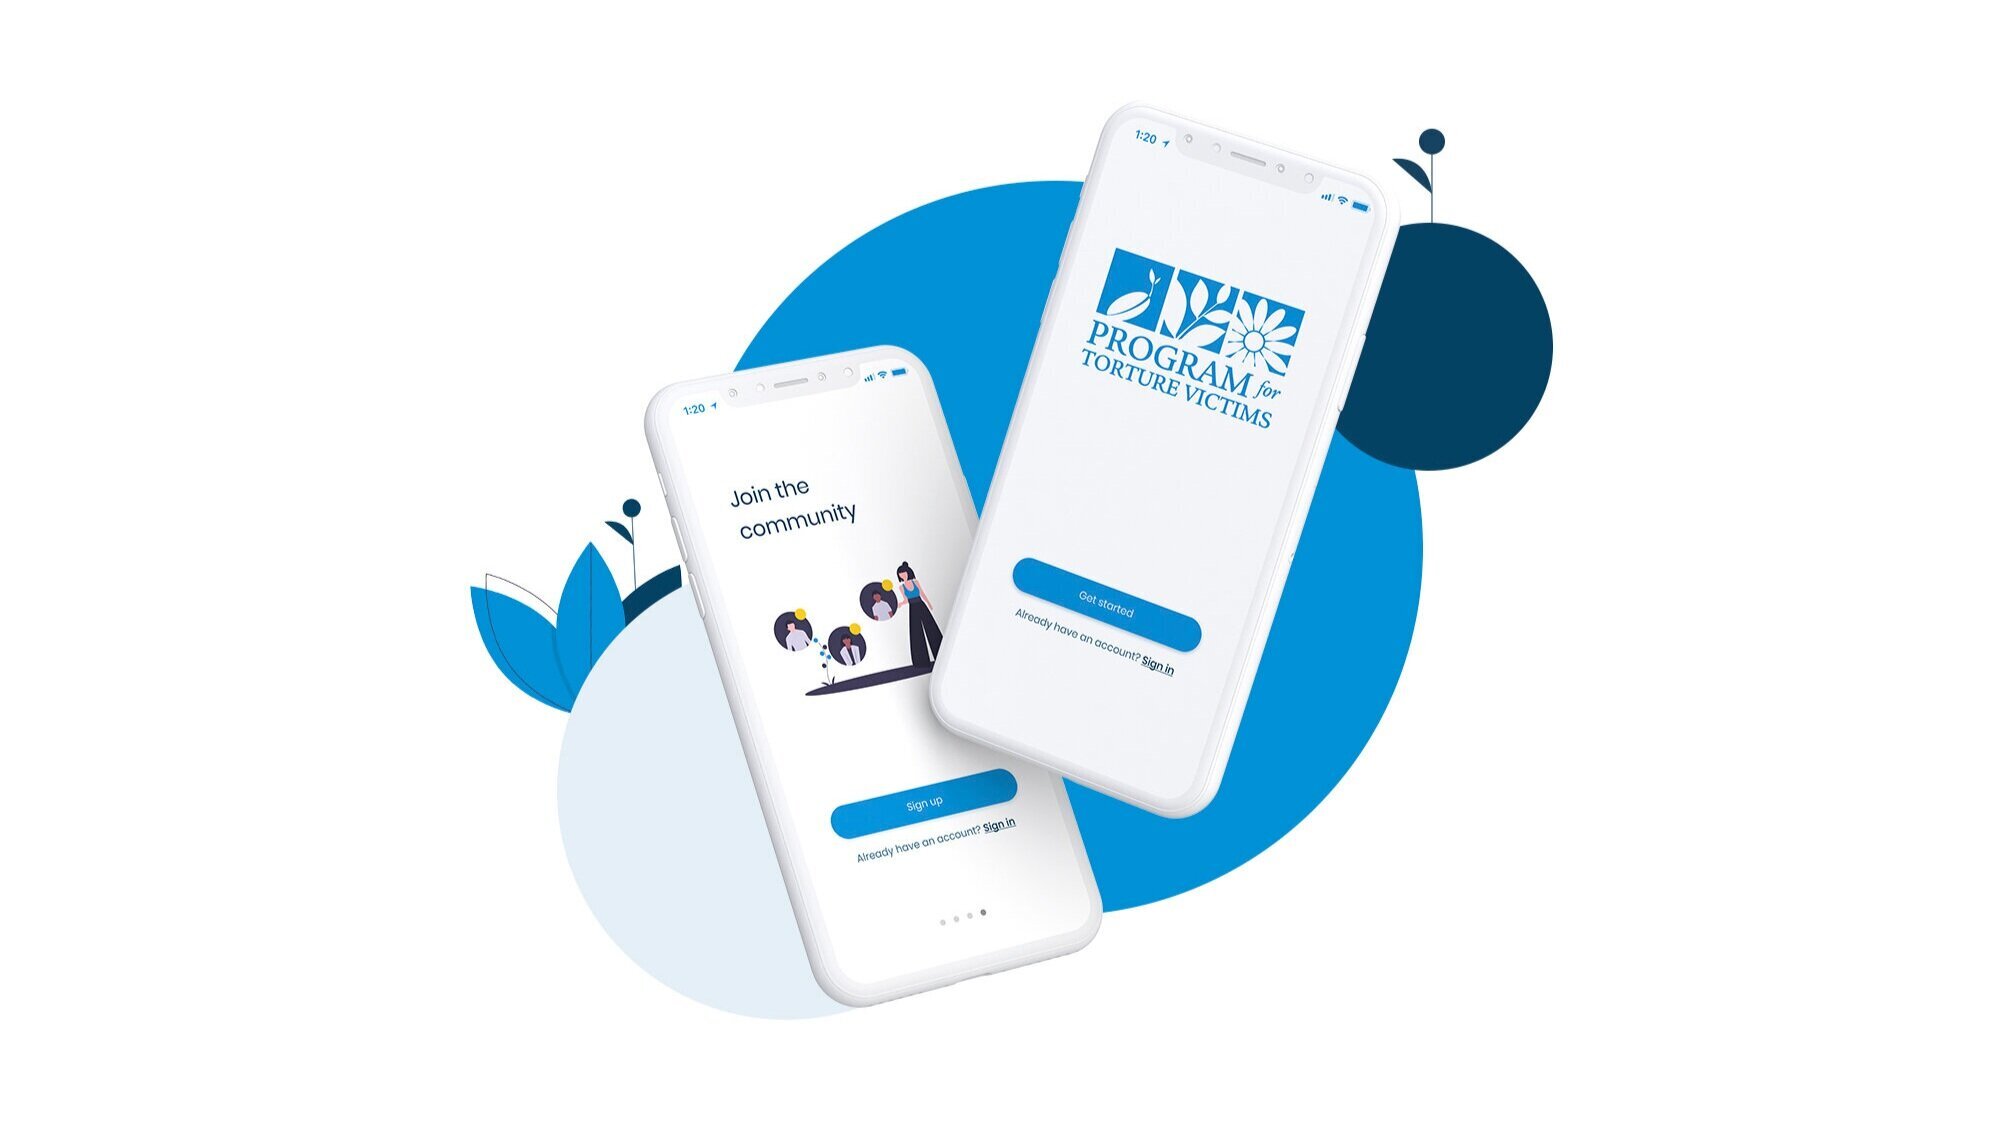 1:20
Join the
community
Sign up
Already have an account? Sign in
1:20
PROGRAM for
TORTURE VICTIMS
Get started
Already have an account? Sign in